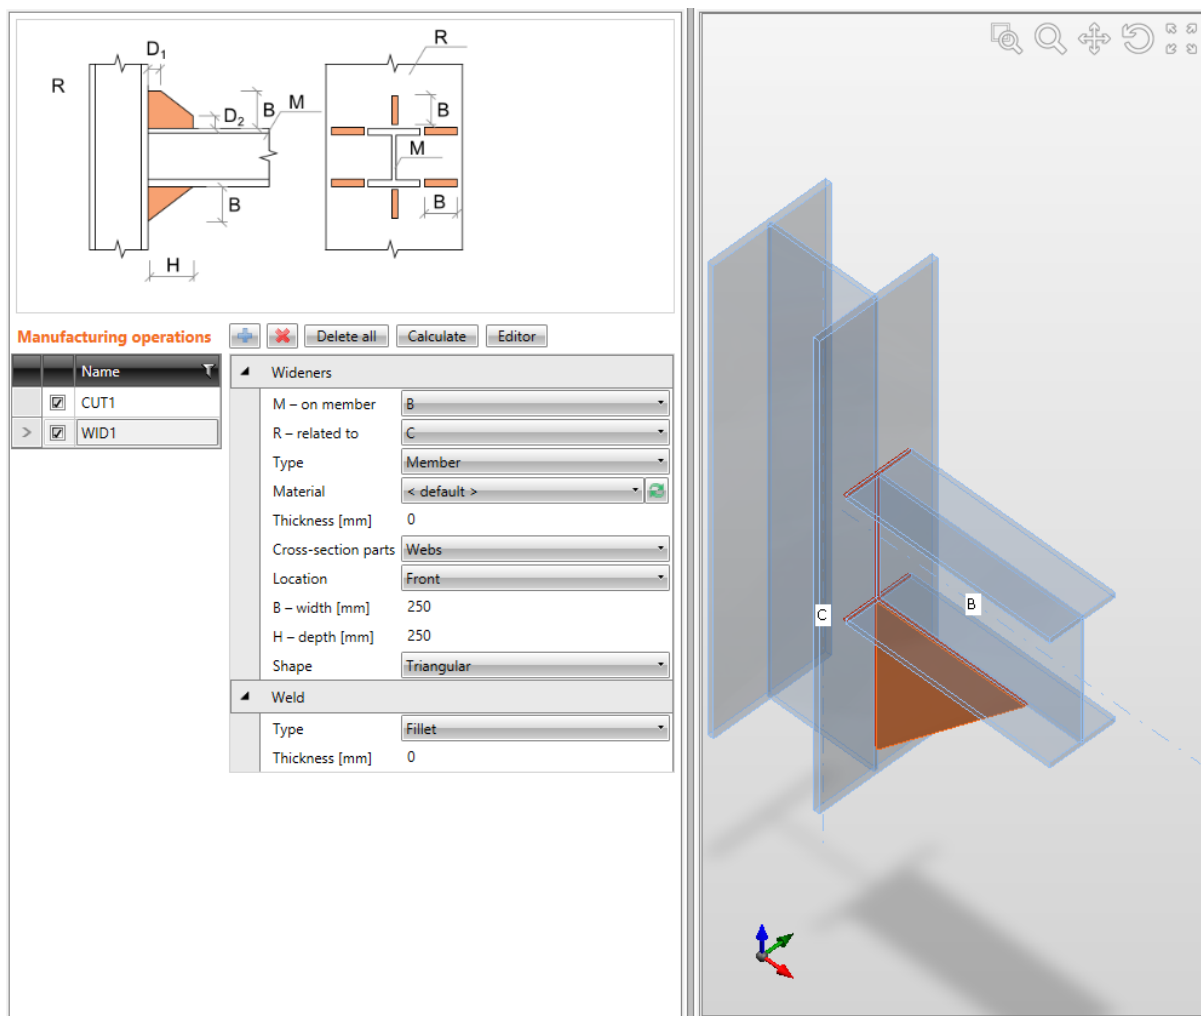 D1
R
R
B
M
D2
B
M
B
B
H
Manufacturing operations
Delete all
Calculate
Editor
Name
CUT1
WID1
Wideners
M – on member B
R – related to C
Type Member
Material < default >
Thickness [mm] 0
Cross-section parts Webs
Location Front
B – width [mm] 250
H – depth [mm] 250
Shape Triangular
Weld
Type Fillet
Thickness [mm] 0
B
C